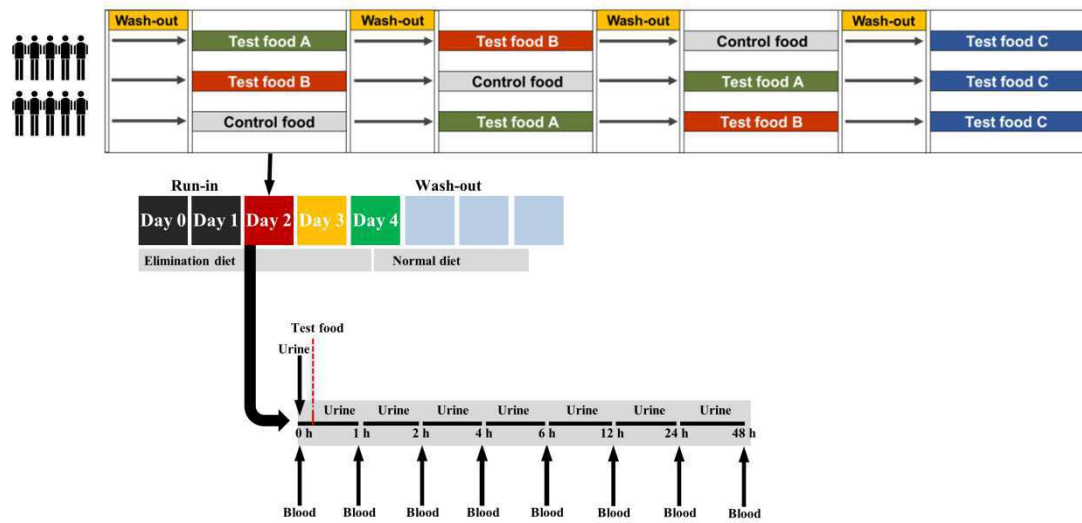 Wash-out Wash-out Wash-out Wash-out
Test food A Test food B Control food Test food C
Test food B Control food Test food A Test food C
Control food Test food A Test food B Test food C
Run-in Wash-out
Day 0 Day 1 Day 2 Day 3 Day 4
Elimination diet Normal diet
Test food
Urine
Urine Urine Urine Urine Urine Urine Urine
0 h 1 h 2 h 4 h 6 h 12 h 24 h 48 h
Blood Blood Blood Blood Blood Blood Blood Blood